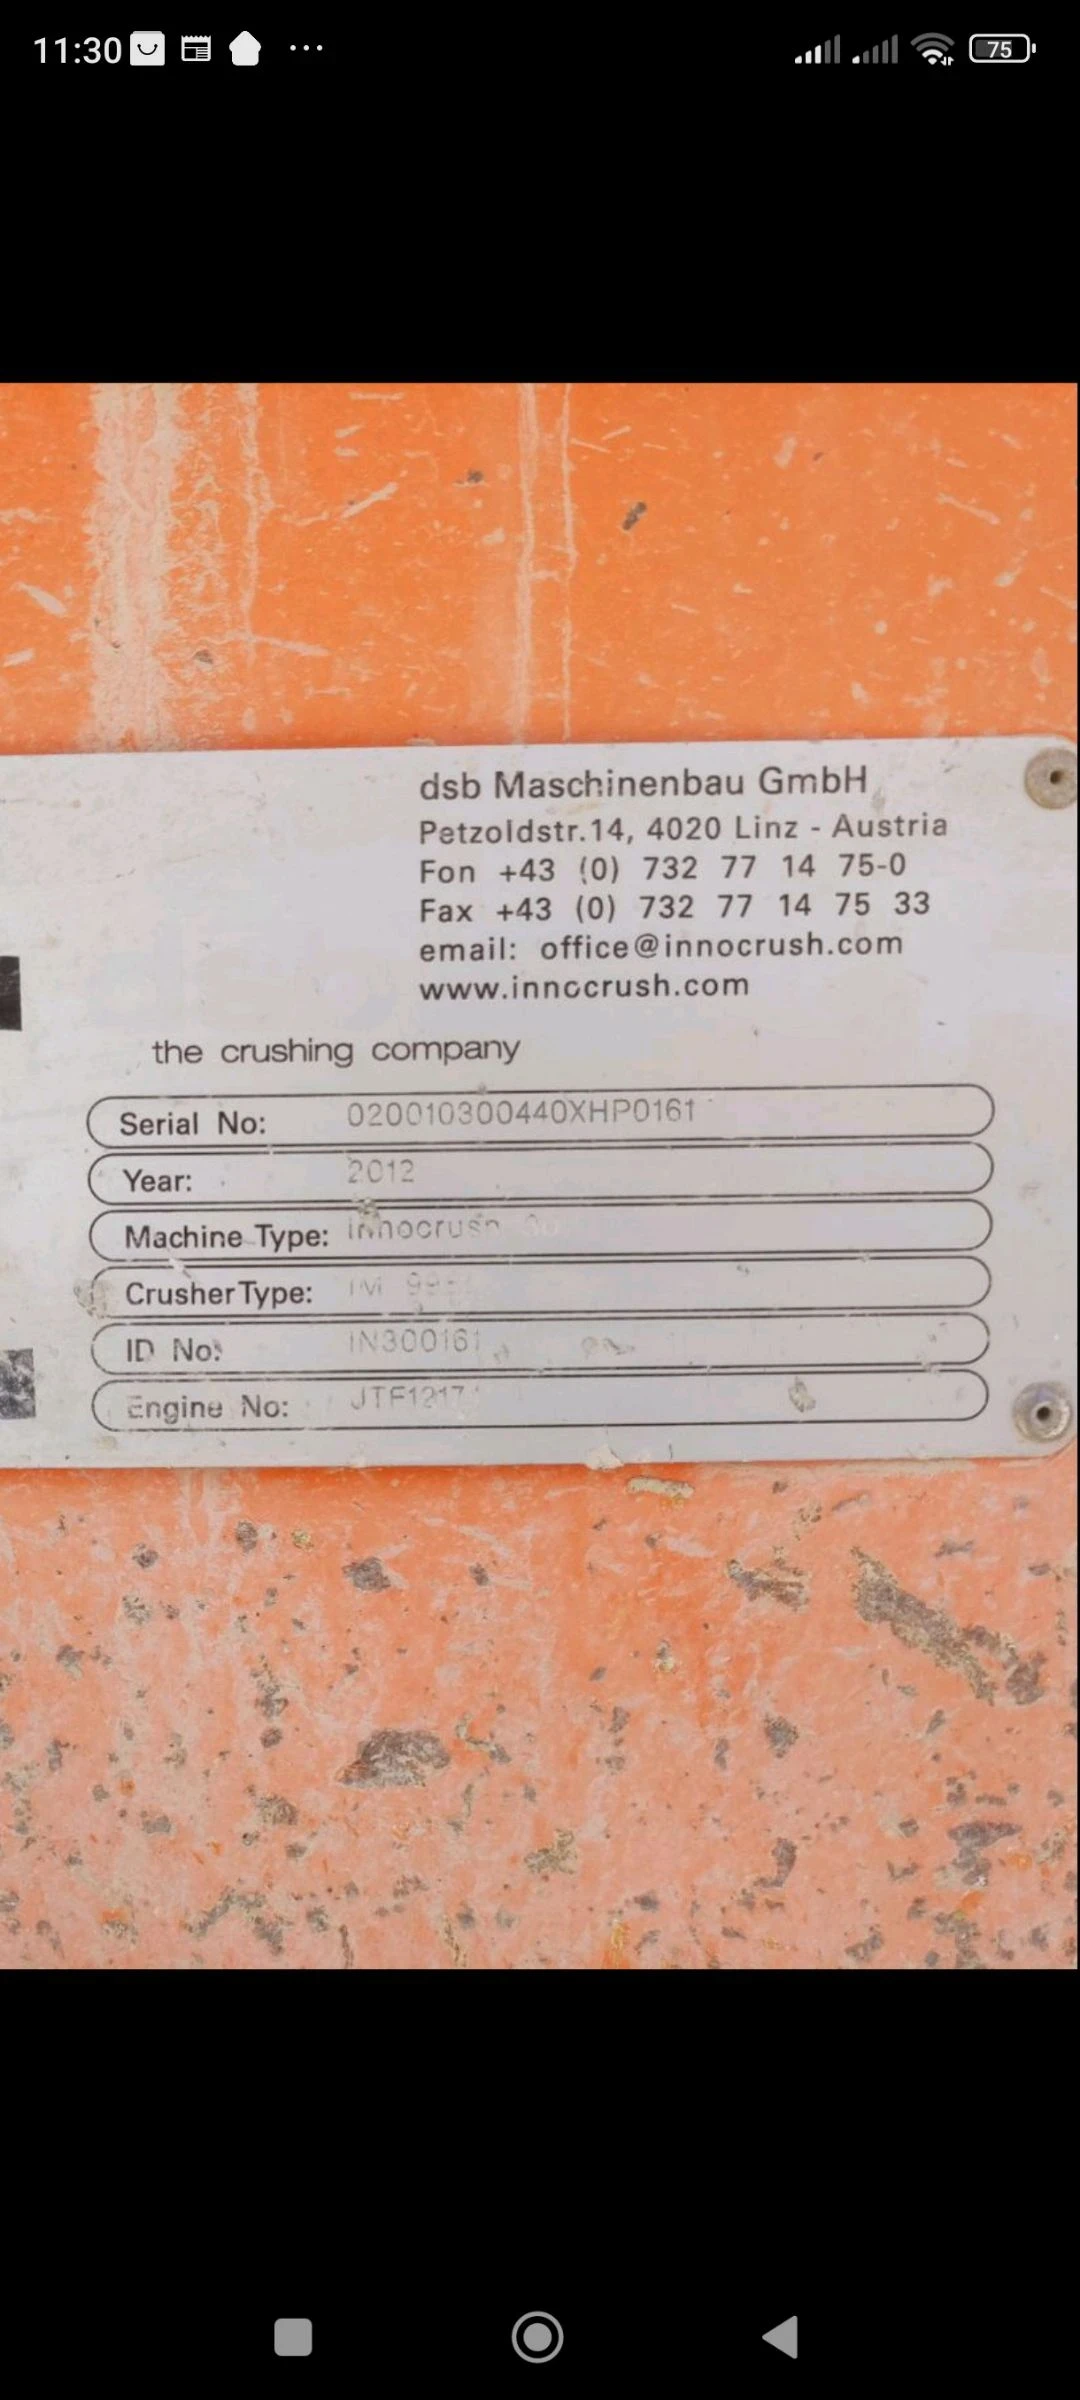 11:30
75
dsb Maschinenbau GmbH
Petzoldstr.14, 4020 Linz - Austria
Fon +43 (0) 732 77 14 75-0
Fax +43 (0) 732 77 14 75 33
email: office@innocrush.com
www.innocrush.com
the crushing company
Serial No: 020010300440XHP0161
Year: 2012
Machine Type: Innocrush
Crusher Type: IM
ID No: IN300161
Engine No: